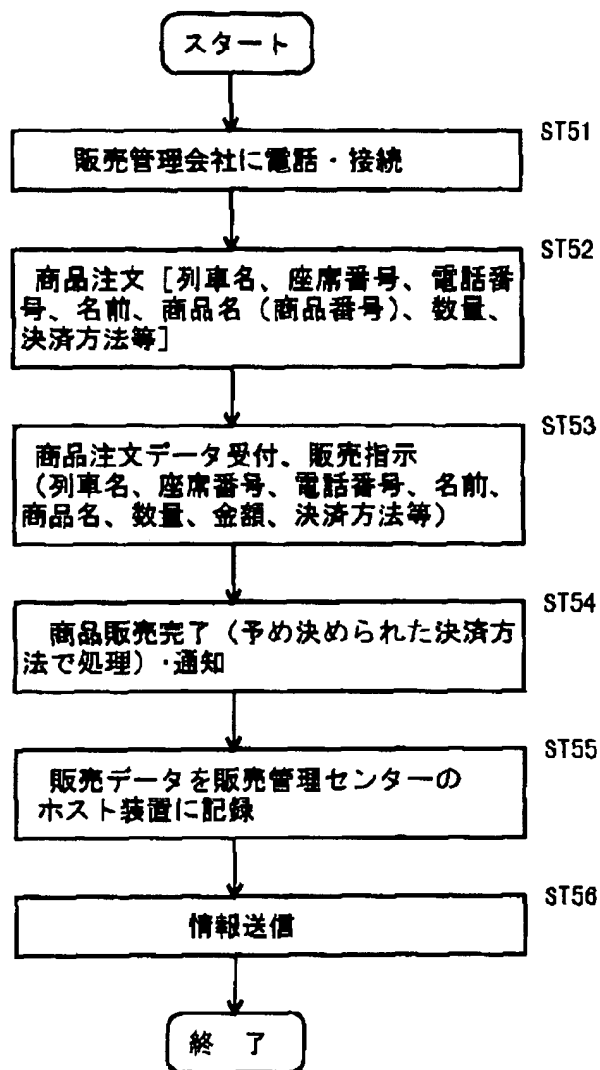 スタート
ST51
販売管理会社に電話・接続
ST52
商品注文[列車名、座席番号、電話番
号、名前、商品名(商品番号)、数量、
決済方法等]
ST53
商品注文データ受付、販売指示
(列車名、座席番号、電話番号、名前、
商品名、数量、金額、決済方法等)
ST54
商品販売完了(予め決められた決済方
法で処理)・通知
ST55
販売データを販売管理センターの
ホスト装置に記録
ST56
情報送信
終 了